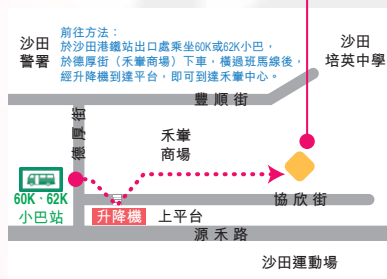 前往方法：
於沙田港鐵站出口處乘坐60K或62K小巴，
於德厚街（禾輋商場）下車，橫過班馬線後，
經升降機到達平台，即可到達禾輋中心。
沙田
警署
沙田
培英中學
豐順街
德厚街
禾輋
商場
60K、62K
小巴站
升降機 上平台
協欣街
源禾路
沙田運動場